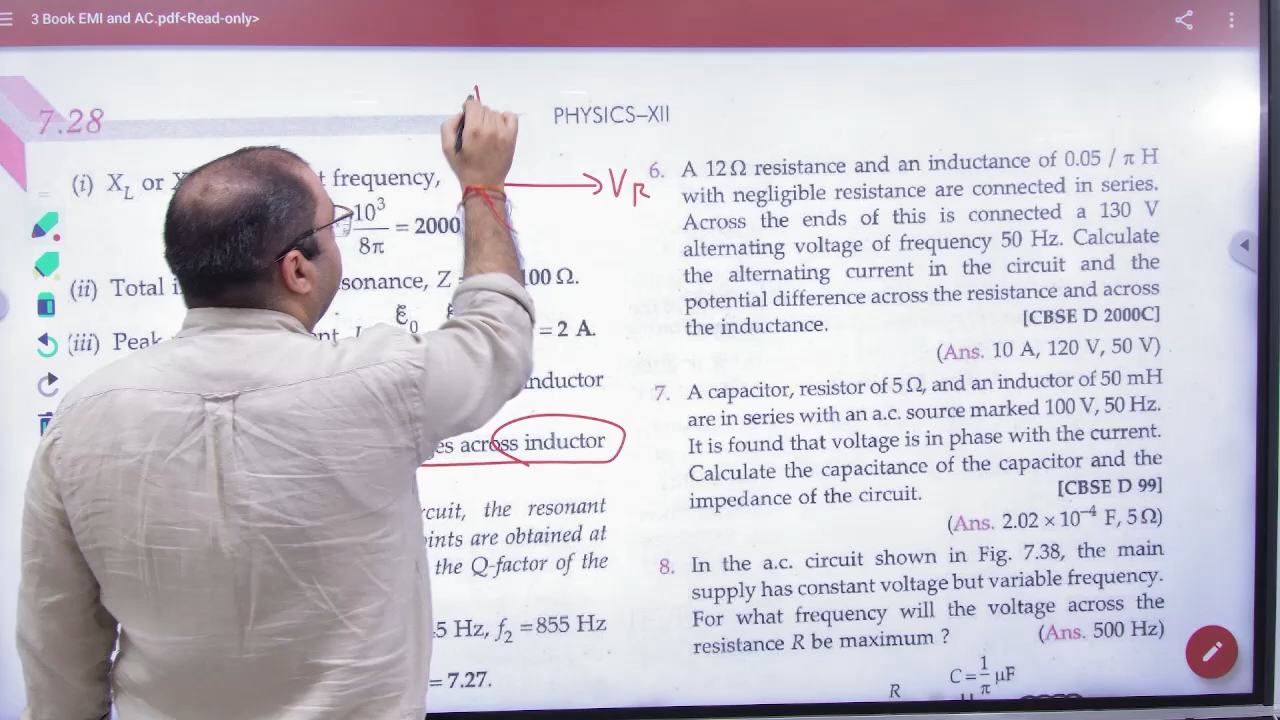 3 Book EMI and AC.pdf<Read-only>
7.28
PHYSICS–XII
(i) X_L or
t frequency,
10³
8π
= 2000
(ii) Total
sonance, Z
100 Ω.
(iii) Peak
ℰ₀
= 2 A.
nductor
es across inductor
rcuit, the resonant
ints are obtained at
the Q-factor of the
5 Hz, f₂ = 855 Hz
= 7.27.
V_R
6. A 12 Ω resistance and an inductance of 0.05 / π H
with negligible resistance are connected in series.
Across the ends of this is connected a 130 V
alternating voltage of frequency 50 Hz. Calculate
the alternating current in the circuit and the
potential difference across the resistance and across
the inductance. [CBSE D 2000C]
(Ans. 10 A, 120 V, 50 V)
7. A capacitor, resistor of 5 Ω, and an inductor of 50 mH
are in series with an a.c. source marked 100 V, 50 Hz.
It is found that voltage is in phase with the current.
Calculate the capacitance of the capacitor and the
impedance of the circuit. [CBSE D 99]
(Ans. 2.02 × 10⁻⁴ F, 5 Ω)
8. In the a.c. circuit shown in Fig. 7.38, the main
supply has constant voltage but variable frequency.
For what frequency will the voltage across the
resistance R be maximum ? (Ans. 500 Hz)
C = 1/π μF
R